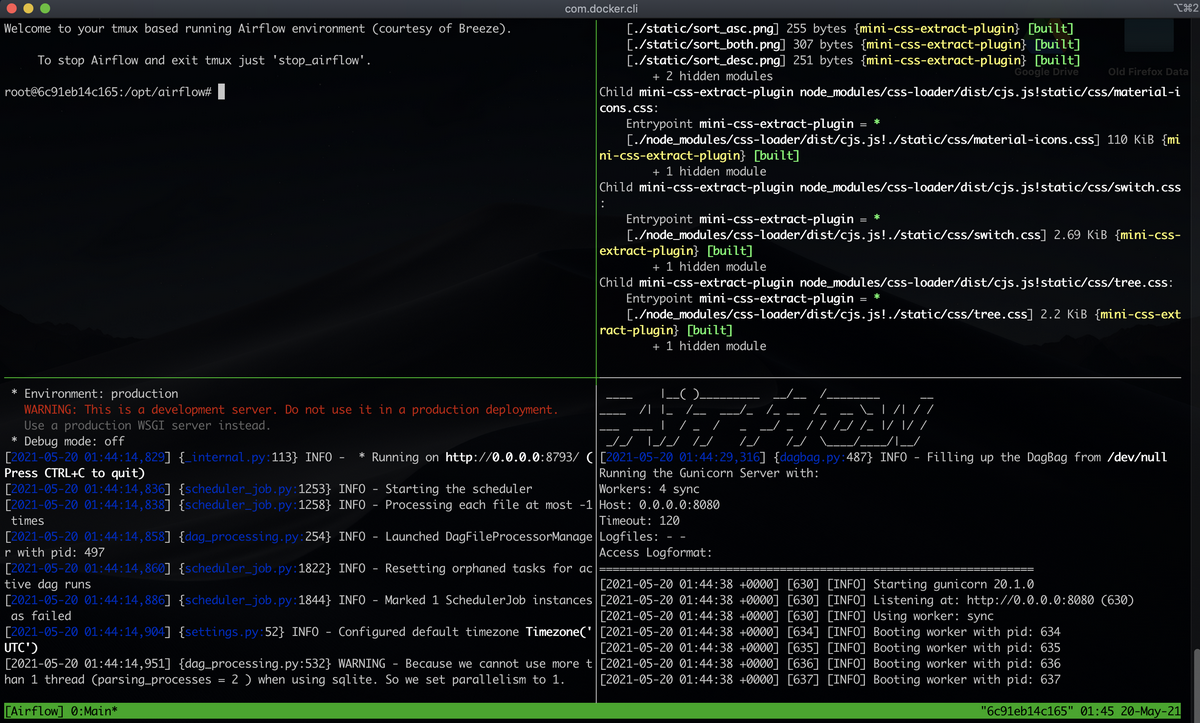 com.docker.cli
⌥⌘2
Welcome to your tmux based running Airflow environment (courtesy of Breeze).
To stop Airflow and exit tmux just 'stop_airflow'.
root@6c91eb14c165:/opt/airflow#
[./static/sort_asc.png] 255 bytes {mini-css-extract-plugin} [built]
[./static/sort_both.png] 307 bytes {mini-css-extract-plugin} [built]
[./static/sort_desc.png] 251 bytes {mini-css-extract-plugin} [built]
Google Drive
Old Firefox Data
+ 2 hidden modules
Child mini-css-extract-plugin node_modules/css-loader/dist/cjs.js!static/css/material-i
cons.css:
Entrypoint mini-css-extract-plugin = *
[./node_modules/css-loader/dist/cjs.js!./static/css/material-icons.css] 110 KiB {mi
ni-css-extract-plugin} [built]
+ 1 hidden module
Child mini-css-extract-plugin node_modules/css-loader/dist/cjs.js!static/css/switch.css
:
Entrypoint mini-css-extract-plugin = *
[./node_modules/css-loader/dist/cjs.js!./static/css/switch.css] 2.69 KiB {mini-css-
extract-plugin} [built]
+ 1 hidden module
Child mini-css-extract-plugin node_modules/css-loader/dist/cjs.js!static/css/tree.css:
Entrypoint mini-css-extract-plugin = *
[./node_modules/css-loader/dist/cjs.js!./static/css/tree.css] 2.2 KiB {mini-css-ext
ract-plugin} [built]
+ 1 hidden module
* Environment: production
WARNING: This is a development server. Do not use it in a production deployment.
Use a production WSGI server instead.
* Debug mode: off
[2021-05-20 01:44:14,829] {_internal.py:113} INFO -  * Running on http://0.0.0.0:8793/ (
Press CTRL+C to quit)
[2021-05-20 01:44:14,836] {scheduler_job.py:1253} INFO - Starting the scheduler
[2021-05-20 01:44:14,838] {scheduler_job.py:1258} INFO - Processing each file at most -1
times
[2021-05-20 01:44:14,858] {dag_processing.py:254} INFO - Launched DagFileProcessorManage
r with pid: 497
[2021-05-20 01:44:14,860] {scheduler_job.py:1822} INFO - Resetting orphaned tasks for ac
tive dag runs
[2021-05-20 01:44:14,886] {scheduler_job.py:1844} INFO - Marked 1 SchedulerJob instances
as failed
[2021-05-20 01:44:14,904] {settings.py:52} INFO - Configured default timezone Timezone('
UTC')
[2021-05-20 01:44:14,951] {dag_processing.py:532} WARNING - Because we cannot use more t
han 1 thread (parsing_processes = 2 ) when using sqlite. So we set parallelism to 1.
[2021-05-20 01:44:29,316] {dagbag.py:487} INFO - Filling up the DagBag from /dev/null
Running the Gunicorn Server with:
Workers: 4 sync
Host: 0.0.0.0:8080
Timeout: 120
Logfiles: - -
Access Logformat:
=================================================================
[2021-05-20 01:44:38 +0000] [630] [INFO] Starting gunicorn 20.1.0
[2021-05-20 01:44:38 +0000] [630] [INFO] Listening at: http://0.0.0.0:8080 (630)
[2021-05-20 01:44:38 +0000] [630] [INFO] Using worker: sync
[2021-05-20 01:44:38 +0000] [634] [INFO] Booting worker with pid: 634
[2021-05-20 01:44:38 +0000] [635] [INFO] Booting worker with pid: 635
[2021-05-20 01:44:38 +0000] [636] [INFO] Booting worker with pid: 636
[2021-05-20 01:44:38 +0000] [637] [INFO] Booting worker with pid: 637
[Airflow] 0:Main*
"6c91eb14c165" 01:45 20-May-21